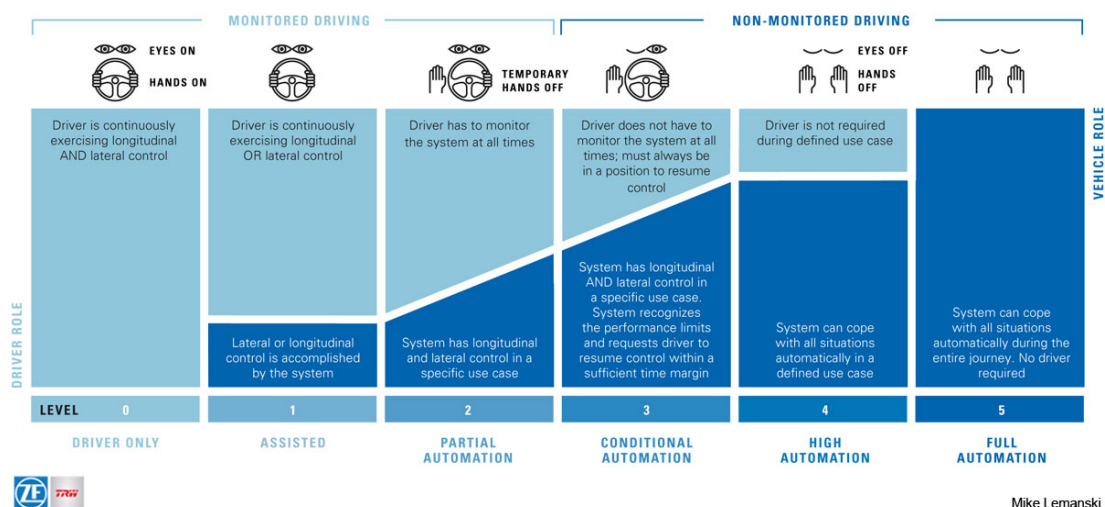 MONITORED DRIVING
NON-MONITORED DRIVING
EYES ON
HANDS ON
TEMPORARY
HANDS OFF
EYES OFF
HANDS
OFF
Driver is continuously
exercising longitudinal
AND lateral control
Driver is continuously
exercising longitudinal
OR lateral control
Driver has to monitor
the system at all times
Driver does not have to
monitor the system at all
times; must always be
in a position to resume
control
Driver is not required
during defined use case
VEHICLE ROLE
DRIVER ROLE
Lateral or longitudinal
control is accomplished
by the system
System has longitudinal
and lateral control in a
specific use case
System has longitudinal
AND lateral control in
a specific use case.
System recognizes
the performance limits
and requests driver to
resume control within a
sufficient time margin
System can cope
with all situations
automatically in a
defined use case
System can cope
with all situations
automatically during the
entire journey. No driver
required
LEVEL 0 1 2 3 4 5
DRIVER ONLY
ASSISTED
PARTIAL
AUTOMATION
CONDITIONAL
AUTOMATION
HIGH
AUTOMATION
FULL
AUTOMATION
ZF
TRW
Mike Lemanski